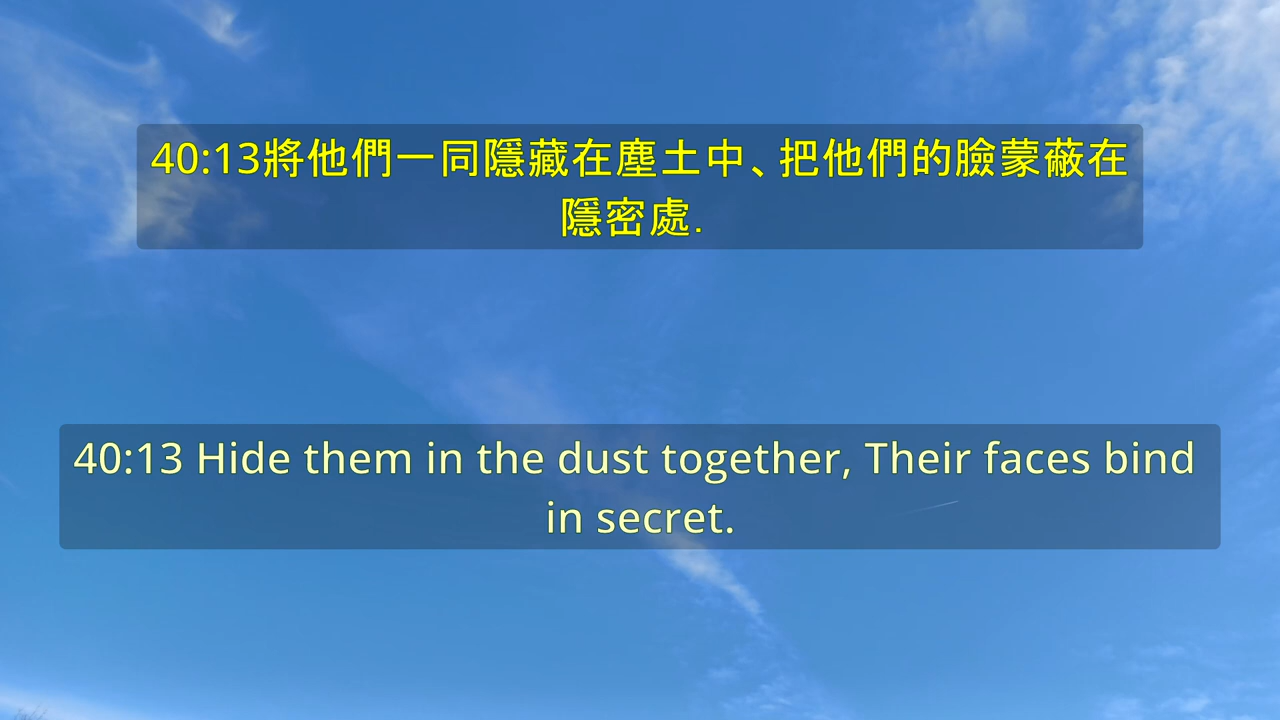 40:13將他們一同隱藏在塵土中、把他們的臉蒙蔽在
隱密處.
40:13 Hide them in the dust together, Their faces bind
in secret.